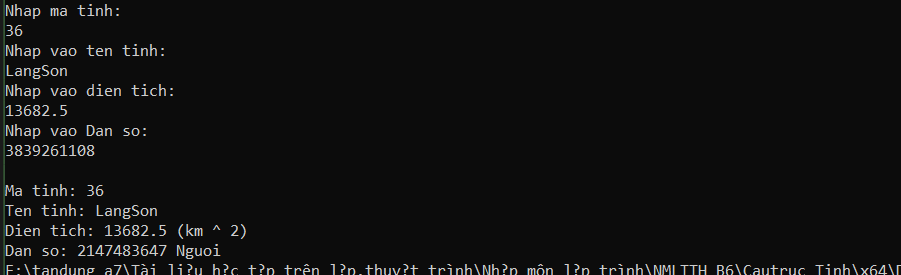 Nhap ma tinh:
36
Nhap vao ten tinh:
LangSon
Nhap vao dien tich:
13682.5
Nhap vao Dan so:
3839261108
Ma tinh: 36
Ten tinh: LangSon
Dien tich: 13682.5 (km ^ 2)
Dan so: 2147483647 Nguoi
E:\tandung a7\Tài li?u h?c t?p trên l?p,thuy?t trình\Nh?p môn l?p trình\NMLTTH B6\Cautruc Tinh\x64\D